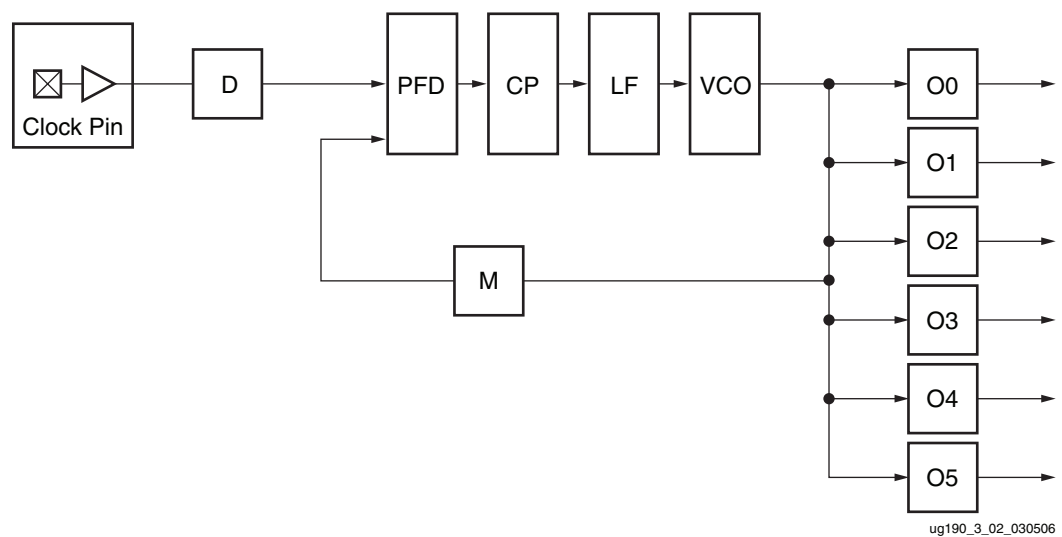 Clock Pin
D
PFD
CP
LF
VCO
O0
O1
O2
M
O3
O4
O5
ug190_3_02_030506